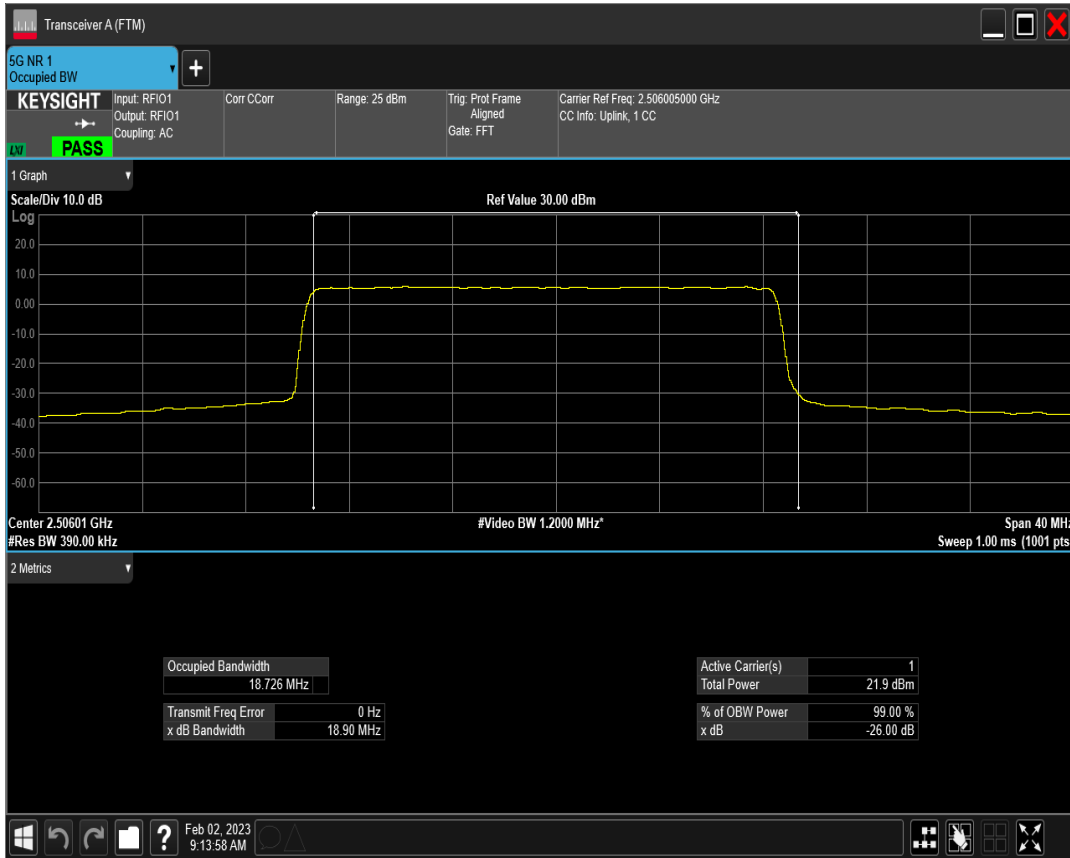 Transceiver A (FTM)
5G NR 1
Occupied BW
+
KEYSIGHT
LXI
PASS
Input: RFIO1
Output: RFIO1
Coupling: AC
Corr CCorr
Range: 25 dBm
Trig: Prot Frame
Aligned
Gate: FFT
Carrier Ref Freq: 2.506005000 GHz
CC Info: Uplink, 1 CC
1 Graph
Scale/Div 10.0 dB
Ref Value 30.00 dBm
Log
20.0
10.0
0.00
-10.0
-20.0
-30.0
-40.0
-50.0
-60.0
Center 2.50601 GHz
#Video BW 1.2000 MHz*
Span 40 MHz
#Res BW 390.00 kHz
Sweep 1.00 ms (1001 pts
2 Metrics
Occupied Bandwidth
18.726 MHz
Transmit Freq Error 0 Hz
x dB Bandwidth 18.90 MHz
Active Carrier(s) 1
Total Power 21.9 dBm
% of OBW Power 99.00 %
x dB -26.00 dB
?
Feb 02, 2023
9:13:58 AM